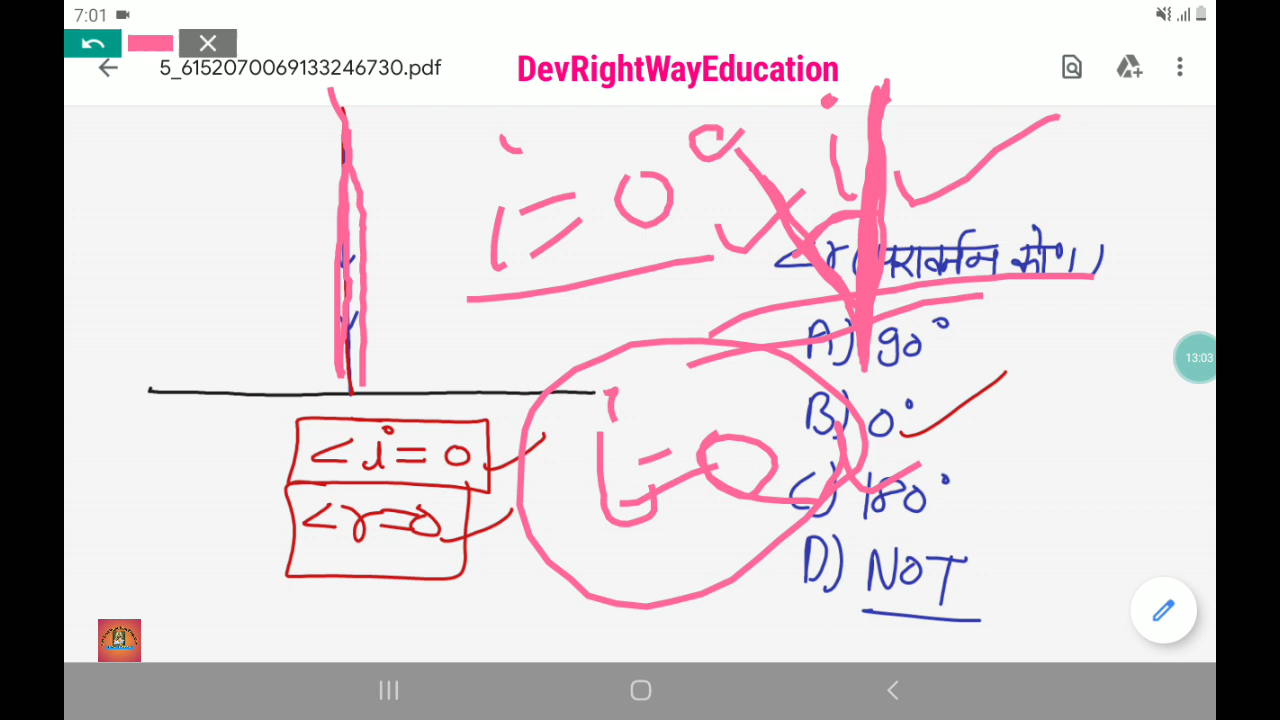 7:01
5_6152070069133246730.pdf
DevRightWayEducation
i = 0
i
<r (परावर्तन कोण)
A) 90°
B) 0°
C) 180°
D) NOT
<i = 0
<r = 0
i = 0
13:03